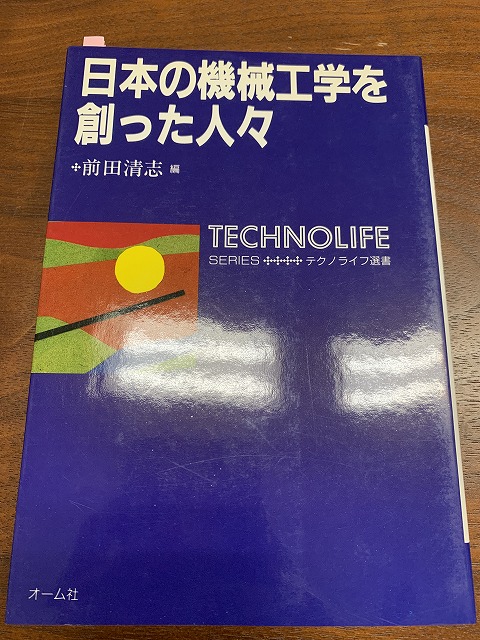 日本の機械工学を
創った人々
前田清志 編
TECHNOLIFE
SERIES テクノライフ選書
オーム社